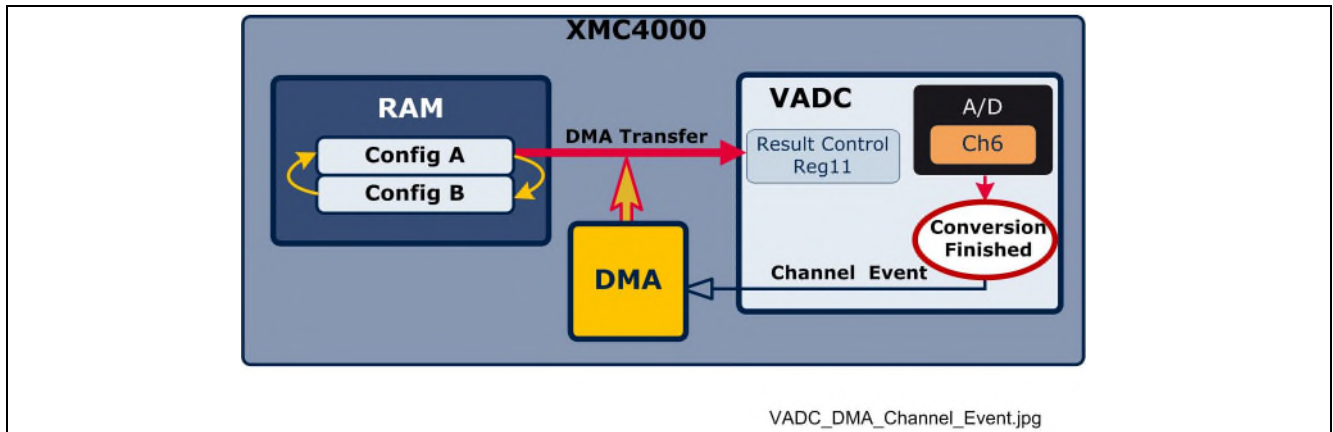 XMC4000
RAM
Config A
Config B
DMA Transfer
DMA
VADC
Result Control
Reg11
A/D
Ch6
Conversion
Finished
Channel Event
VADC_DMA_Channel_Event.jpg